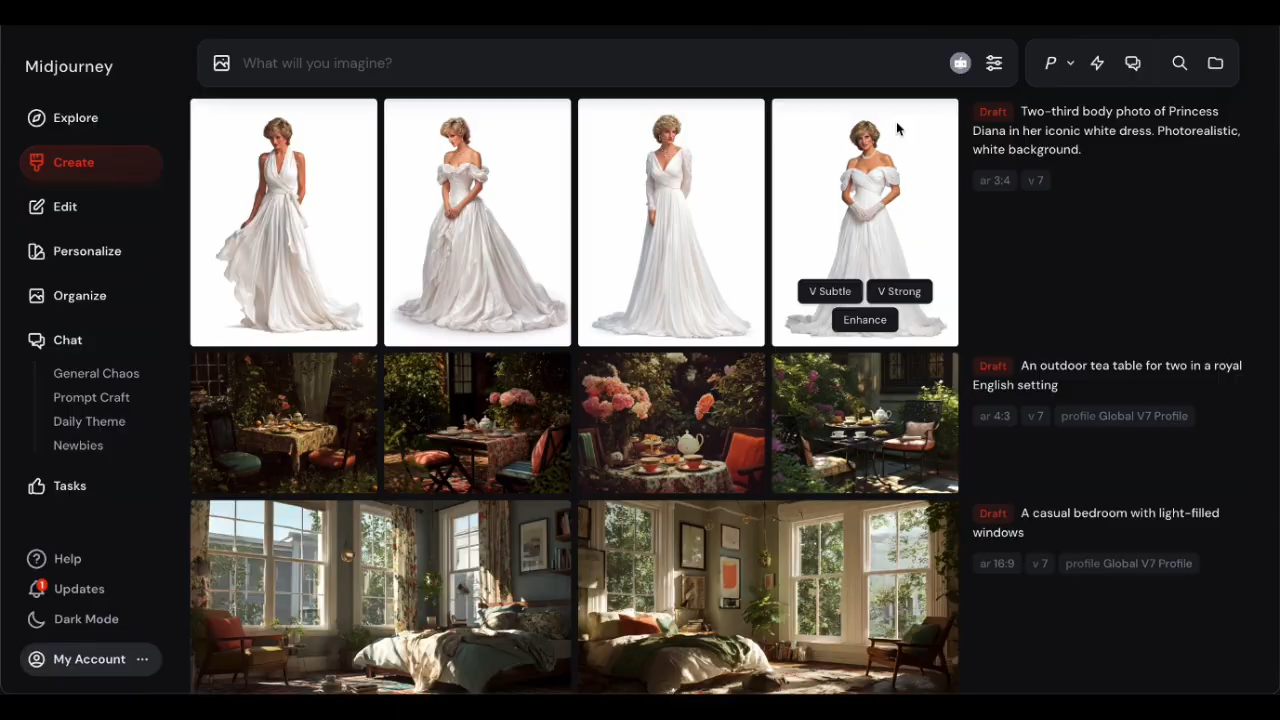 Midjourney
What will you imagine?
P
Explore
Create
Edit
Personalize
Organize
Chat
General Chaos
Prompt Craft
Daily Theme
Newbies
Tasks
Help
1
Updates
Dark Mode
My Account ...
V Subtle
V Strong
Enhance
Draft Two-third body photo of Princess
Diana in her iconic white dress. Photorealistic,
white background.
ar 3:4 v 7
Draft An outdoor tea table for two in a royal
English setting
ar 4:3 v 7 profile Global V7 Profile
Draft A casual bedroom with light-filled
windows
ar 16:9 v 7 profile Global V7 Profile